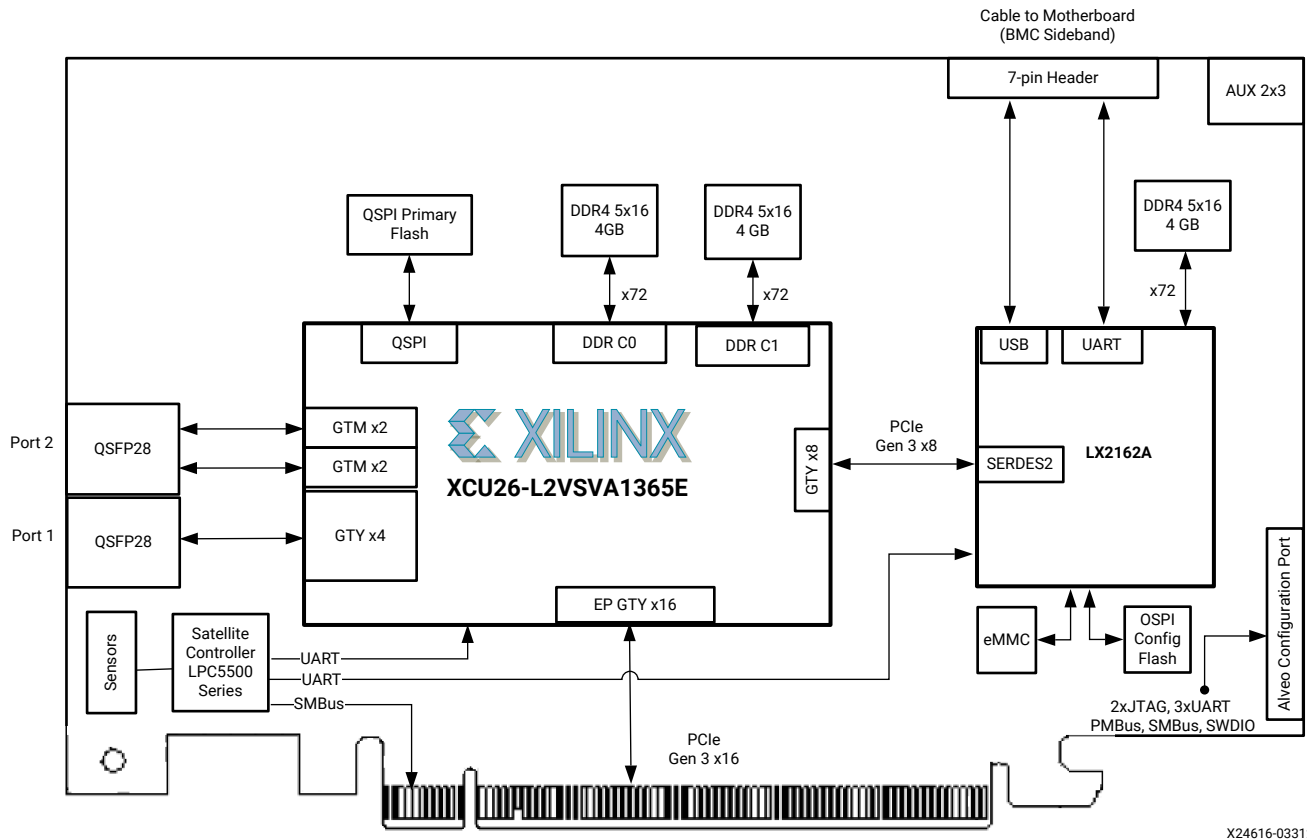 Cable to Motherboard
(BMC Sideband)
7-pin Header
AUX 2x3
QSPI Primary
Flash
DDR4 5x16
4GB
DDR4 5x16
4 GB
DDR4 5x16
4 GB
x72
x72
x72
QSPI
DDR C0
DDR C1
USB
UART
Port 2
QSFP28
GTM x2
GTM x2
XILINX
XCU26-L2VSVA1365E
GTY x8
PCIe
Gen 3 x8
SERDES2
LX2162A
Port 1
QSFP28
GTY x4
EP GTY x16
Sensors
Satellite
Controller
LPC5500
Series
UART
UART
SMBus
eMMC
OSPI
Config
Flash
Alveo Configuration Port
2xJTAG, 3xUART
PMBus, SMBus, SWDIO
PCIe
Gen 3 x16
X24616-0331